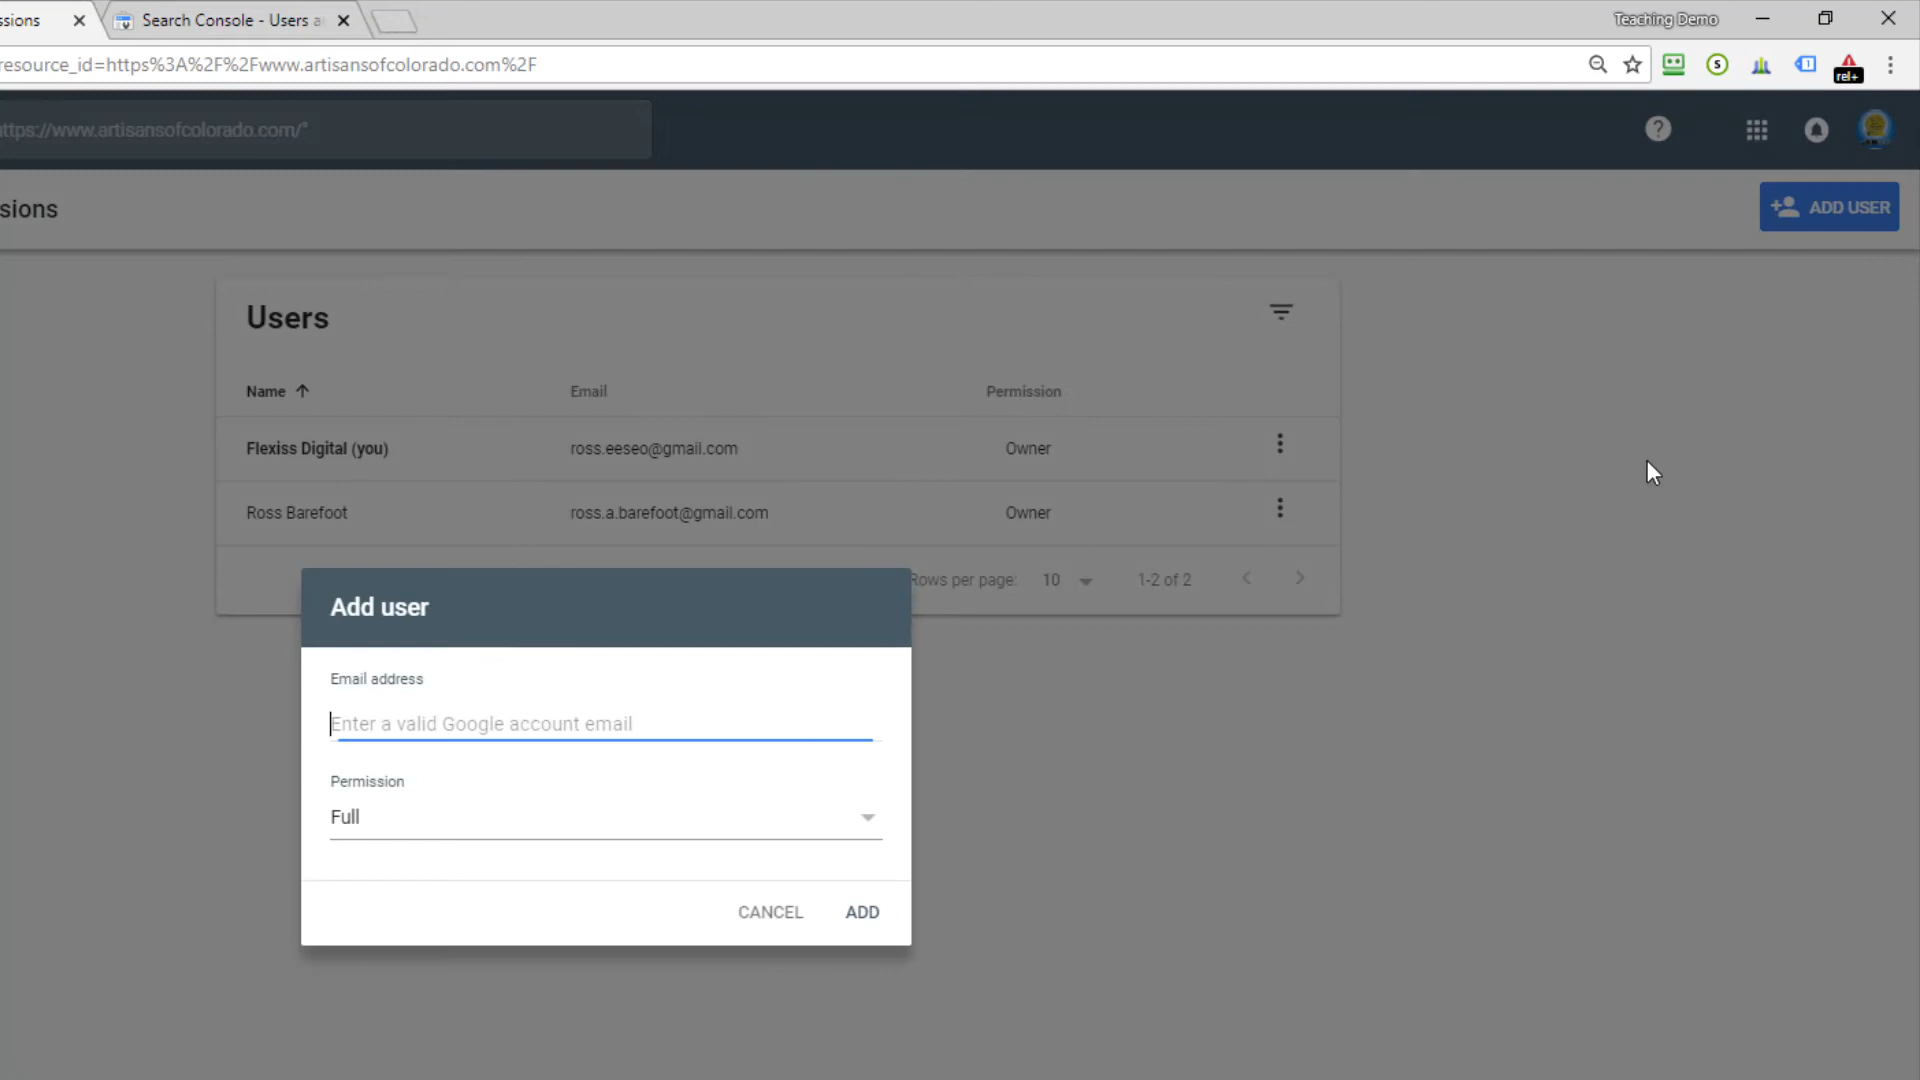 ssions
Search Console - Users a
Teaching Demo
resource_id=https%3A%2F%2Fwww.artisansofcolorado.com%2F
S
1
rel+
ttps://www.artisansofcolorado.com/"
?
sions
ADD USER
Users
Name Email Permission
Flexiss Digital (you) ross.eeseo@gmail.com Owner
Ross Barefoot ross.a.barefoot@gmail.com Owner
Rows per page: 10 1-2 of 2
Add user
Email address
Enter a valid Google account email
Permission
Full
CANCEL ADD